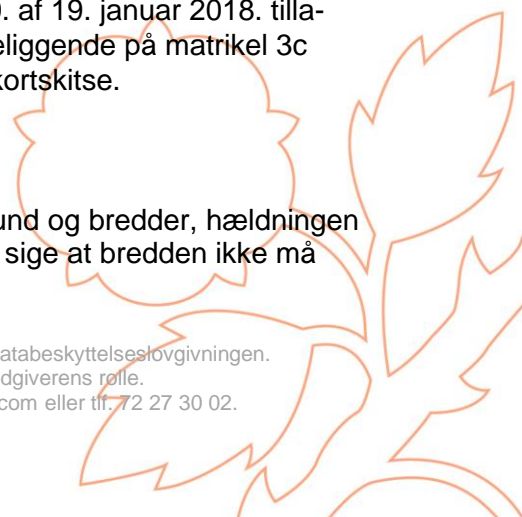 . af 19. januar 2018. tilla-
eliggende på matrikel 3c
kortskitse.
und og bredder, hældningen
sige at bredden ikke må
atabeskyttelseslovgivningen.
dgiverens rolle.
com eller tlf. 72 27 30 02.